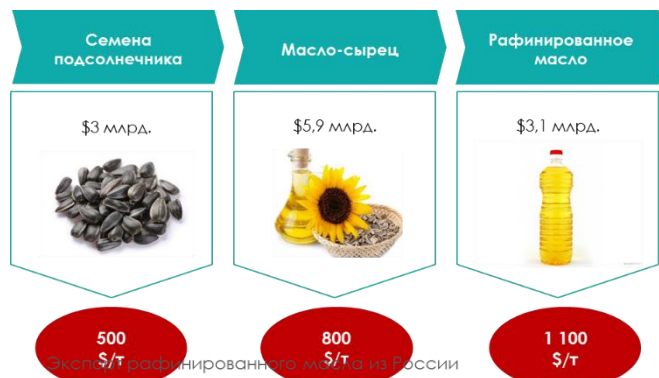 Семена
подсолнечника
Масло-сырец
Рафинированное
масло
$3 млрд.
$5,9 млрд.
$3,1 млрд.
500
$/т
800
$/т
1 100
$/т
Экспорт рафинированного масла из России